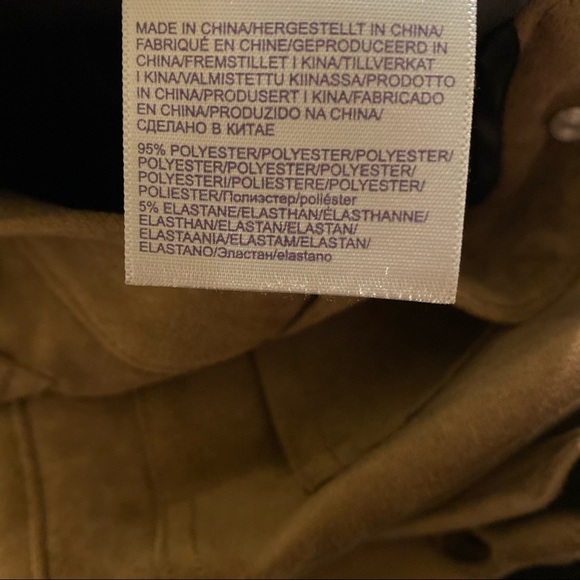 MADE IN CHINA/HERGESTELLT IN CHINA/
FABRIQUÉ EN CHINE/GEPRODUCEERD IN
CHINA/FREMSTILLET I KINA/TILLVERKAT
I KINA/VALMISTETTU KIINASSA/PRODOTTO
IN CHINA/PRODUSERT I KINA/FABRICADO
EN CHINA/PRODUZIDO NA CHINA/
СДЕЛАНО В КИТАЕ
95% POLYESTER/POLYESTER/POLYESTER/
POLYESTER/POLYESTER/POLYESTER/
POLYESTERI/POLIESTERE/POLYESTER/
POLIESTER/Полиэстер/poliéster
5% ELASTANE/ELASTHAN/ÉLASTHANNE/
ELASTHAN/ELASTAN/ELASTAN/
ELASTAANIA/ELASTAM/ELASTAN/
ELASTANO/Эластан/elastano